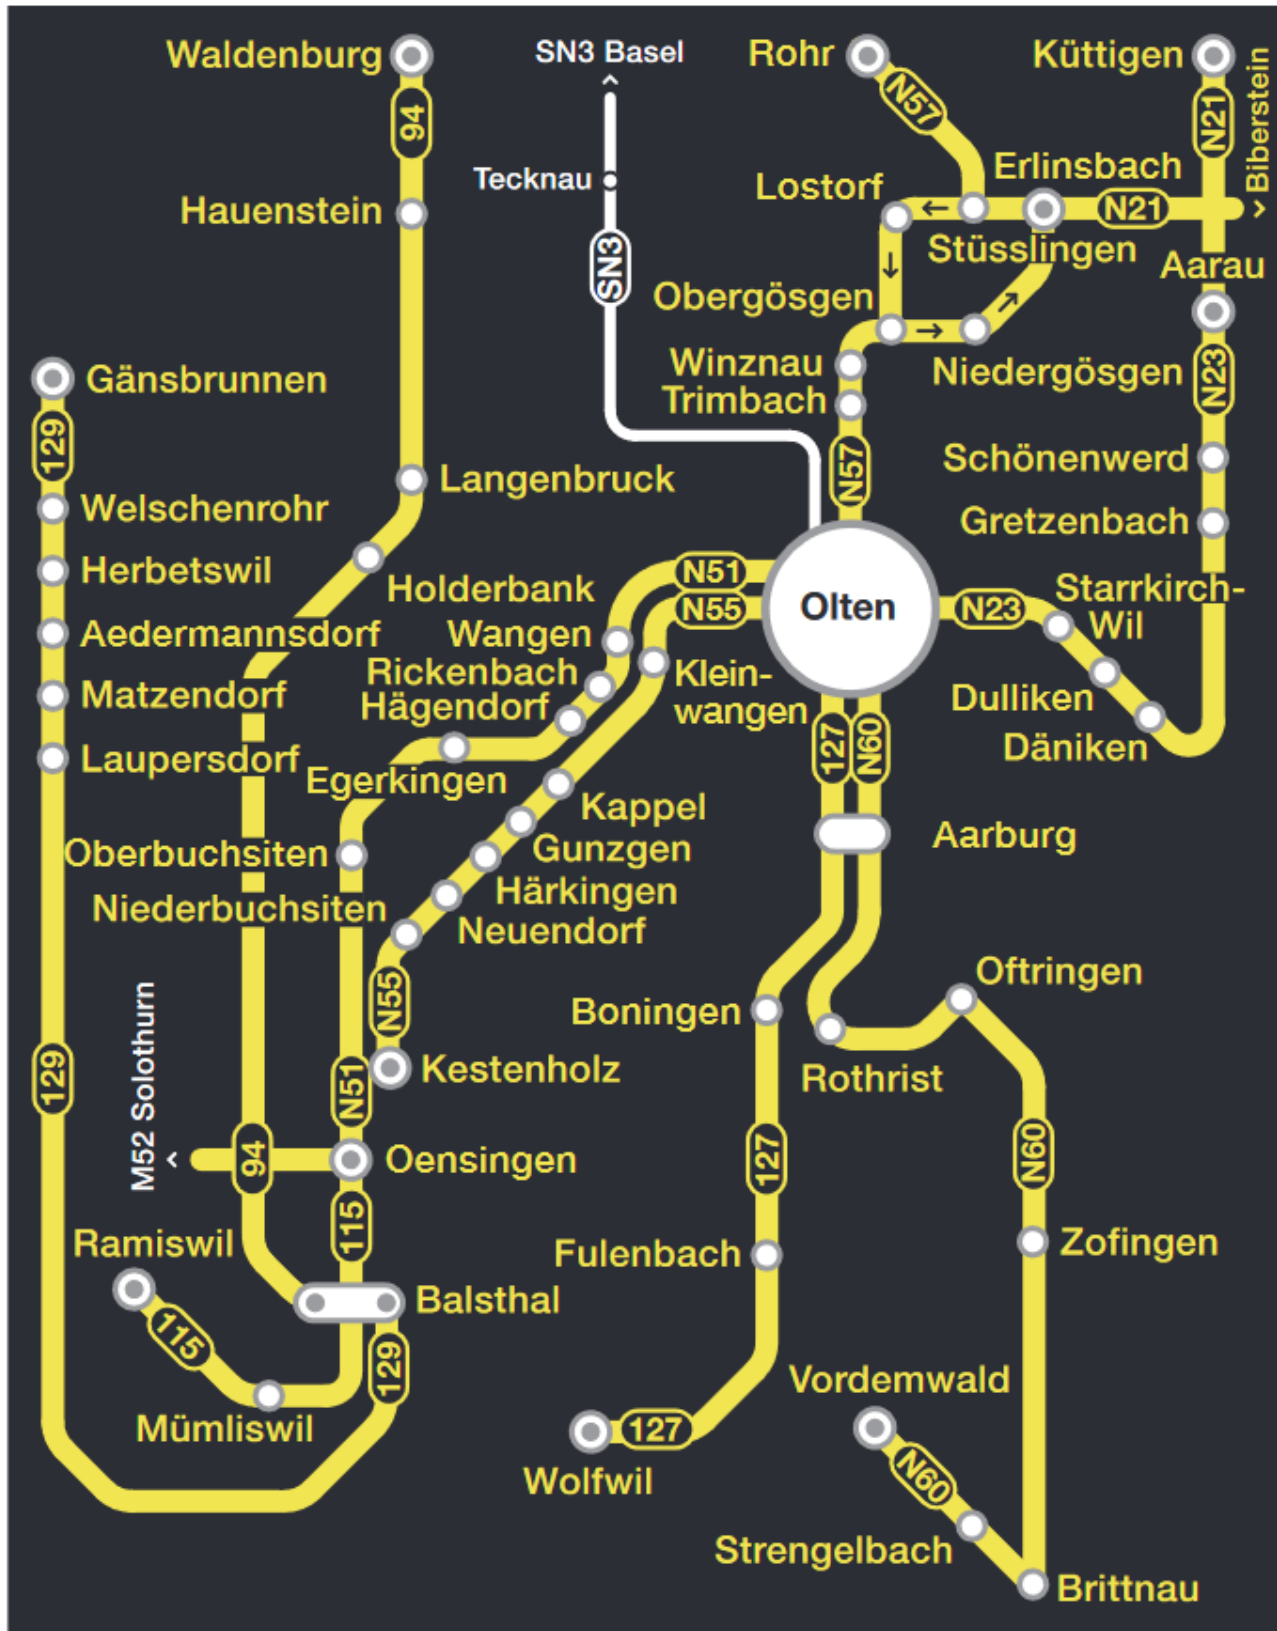 Waldenburg
SN3 Basel
Rohr
Küttigen
94
N57
N21
Biberstein
Tecknau
Erlinsbach
Lostorf
Hauenstein
N21
SN3
Stüsslingen
Aarau
Obergösgen
Winznau
Niedergösgen
N23
Gänsbrunnen
Trimbach
129
N57
Schönenwerd
Langenbruck
Welschenrohr
Gretzenbach
Herbetswil
Holderbank
N51
Olten
N23
Starrkirch-
Wil
N55
Aedermannsdorf
Wangen
Rickenbach
Klein-
wangen
Matzendorf
Hägendorf
Dulliken
Däniken
127
N60
Laupersdorf
Egerkingen
Kappel
Aarburg
Oberbuchsiten
Gunzgen
Härkingen
Niederbuchsiten
Neuendorf
Oftringen
N55
Boningen
M52 Solothurn
129
N51
Kestenholz
Rothrist
94
Oensingen
127
N60
115
Ramiswil
Fulenbach
Zofingen
Balsthal
115
129
Vordemwald
Mümliswil
127
Wolfwil
N60
Strengelbach
Brittnau